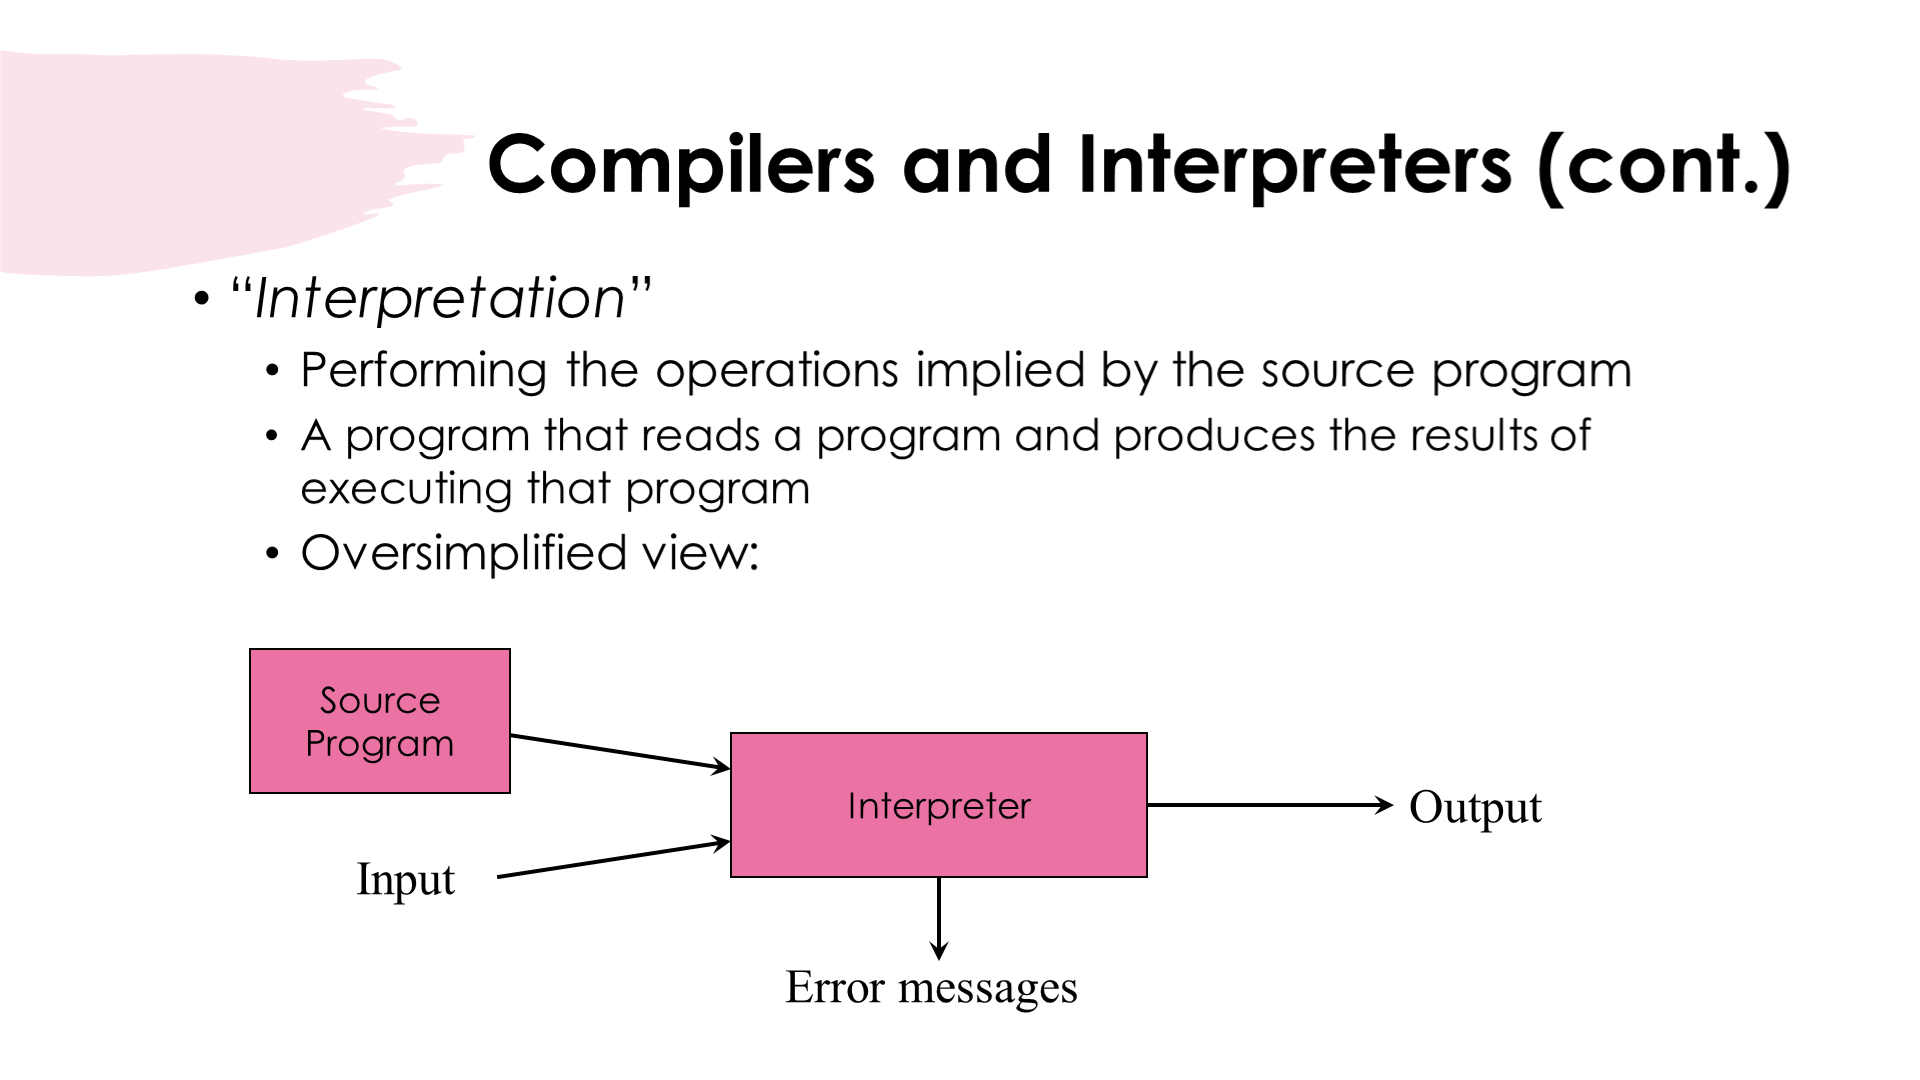 Compilers and Interpreters (cont.)
• “Interpretation”
• Performing the operations implied by the source program
• A program that reads a program and produces the results of
executing that program
• Oversimplified view:
Source
Program
Interpreter
Output
Input
Error messages